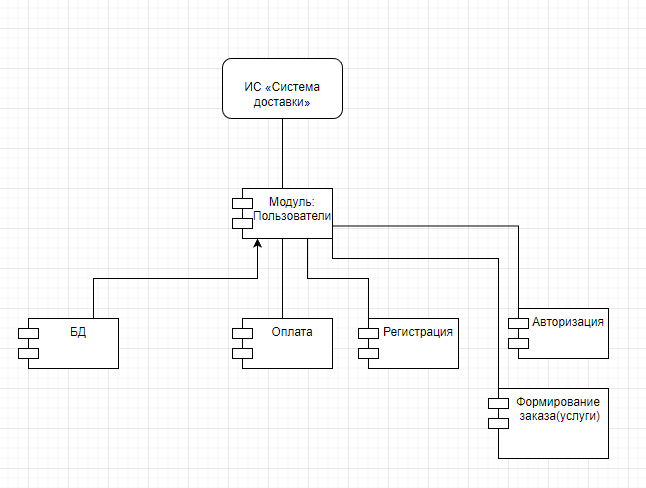 ИС «Система
доставки»
Модуль:
Пользователи
БД
Оплата
Регистрация
Авторизация
Формирование
заказа(услуги)